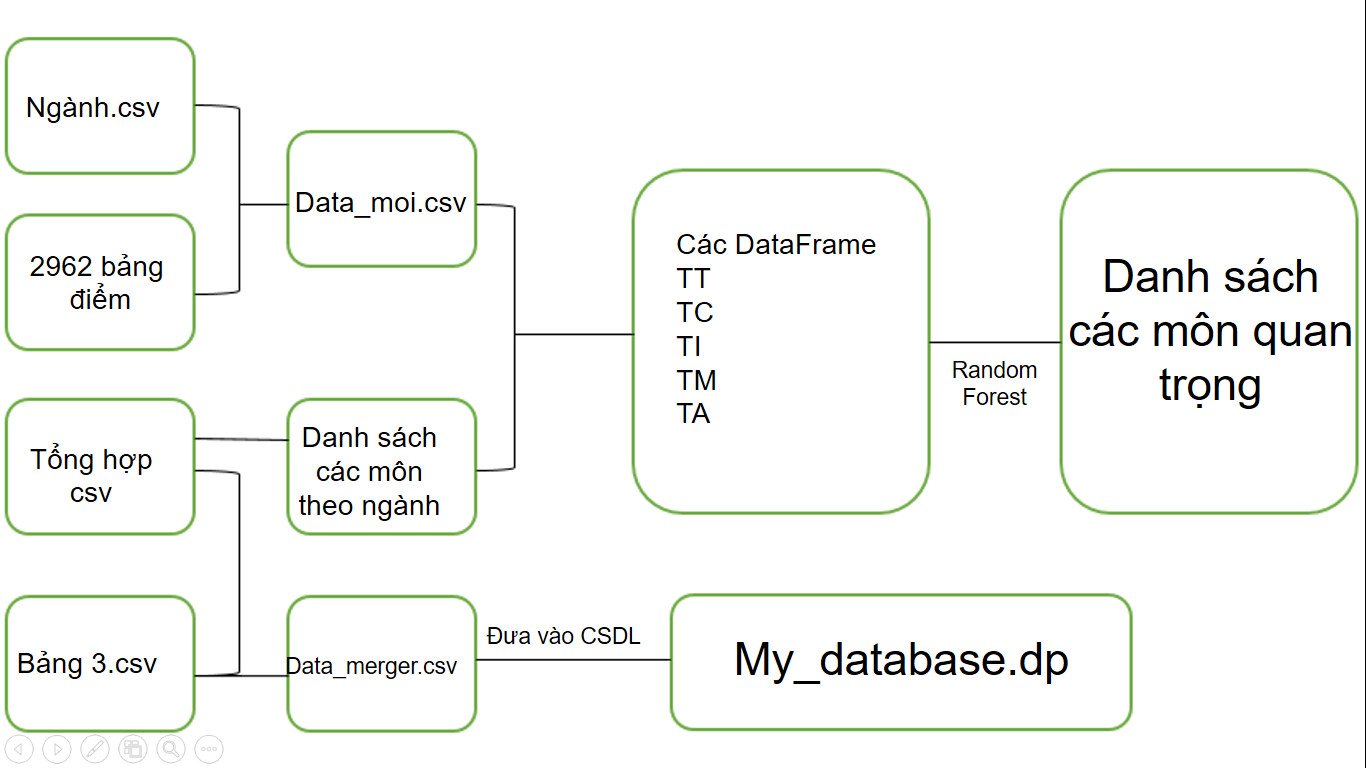 Ngành.csv
2962 bảng
điểm
Tổng hợp
csv
Bảng 3.csv
Data_moi.csv
Danh sách
các môn
theo ngành
Data_merger.csv
Đưa vào CSDL
Các DataFrame
TT
TC
TI
TM
TA
Random
Forest
Danh sách
các môn quan
trọng
My_database.dp